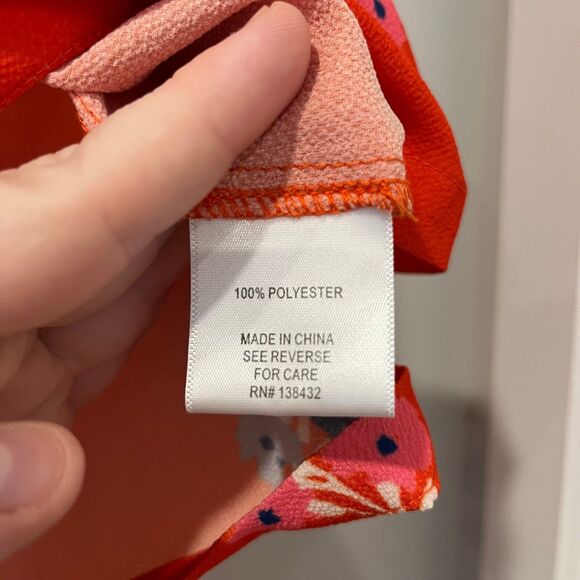 100% POLYESTER
MADE IN CHINA
SEE REVERSE
FOR CARE
RN# 138432